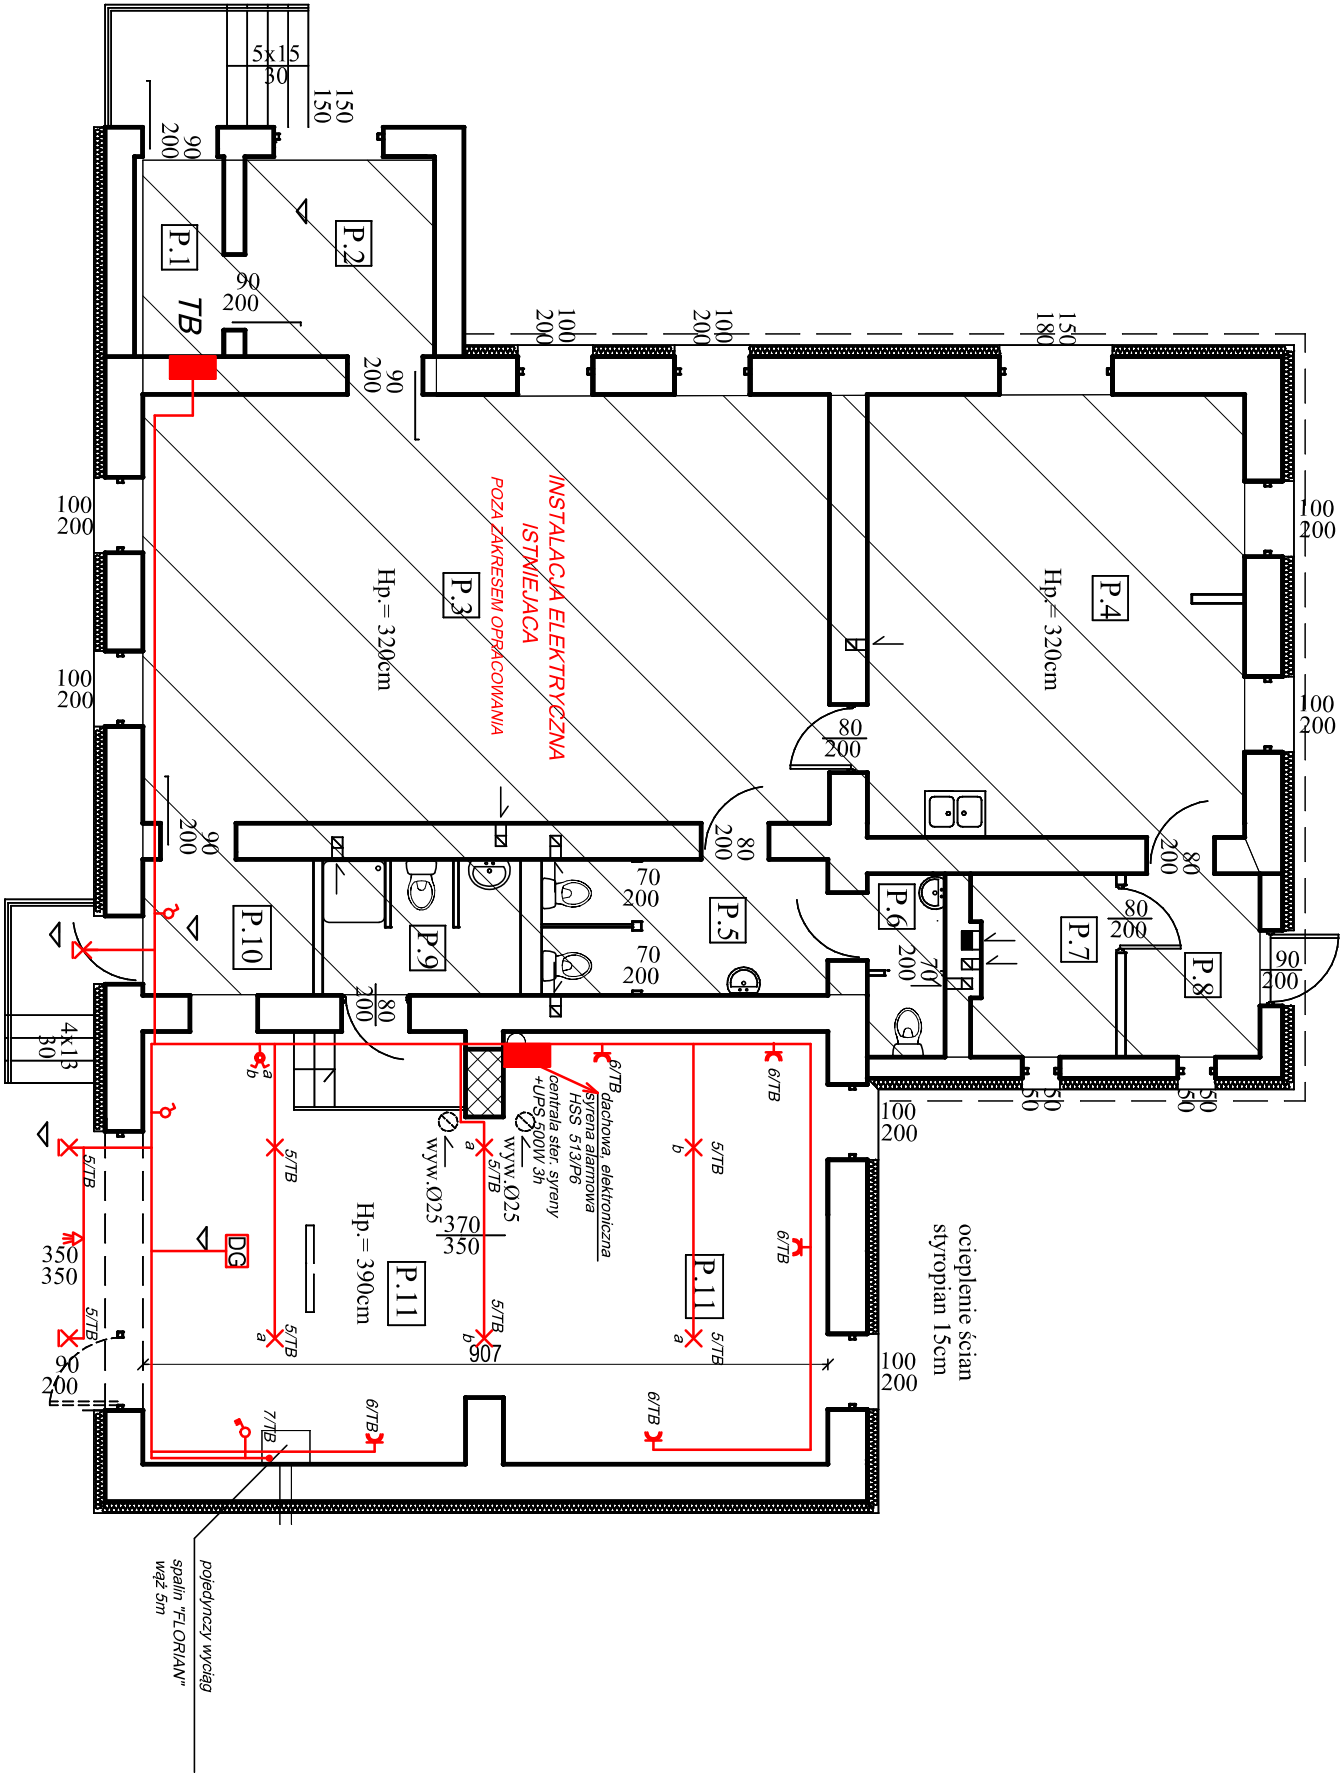 5x15
30
150
150
90
200
P.1
P.2
90
200
TB
90
200
100
200
100
200
150
180
100
200
100
200
100
200
100
200
INSTALACJA ELEKTRYCZNA
ISTNIEJACA
POZA ZAKRESEM OPRACOWANIA
P.3
Hp.= 320cm
P.4
Hp.= 320cm
80
200
90
200
80
200
80
200
70
200
70
200
P.5
P.6
70
200
P.7
80
200
P.8
90
200
P.9
P.10
80
200
4x13
30
50
50
50
50
100
200
a
b
6/TB
6/TB
dachowa, elektroniczna
syrena alarmowa
HSS 513/P6
centrala ster. syreny
+UPS 500W 3h
wyw.Ø25
wyw.Ø25
5/TB
5/TB
a
5/TB
b
5/TB
370
350
DG
Hp.= 390cm
P.11
P.11
6/TB
350
350
5/TB
5/TB
a
5/TB
b
5/TB
a
907
90
200
100
200
ocieplenie ścian
styropian 15cm
7/TB
6/TB
6/TB
pojedynczy wyciąg
spalin "FLORIAN"
wąż 5m